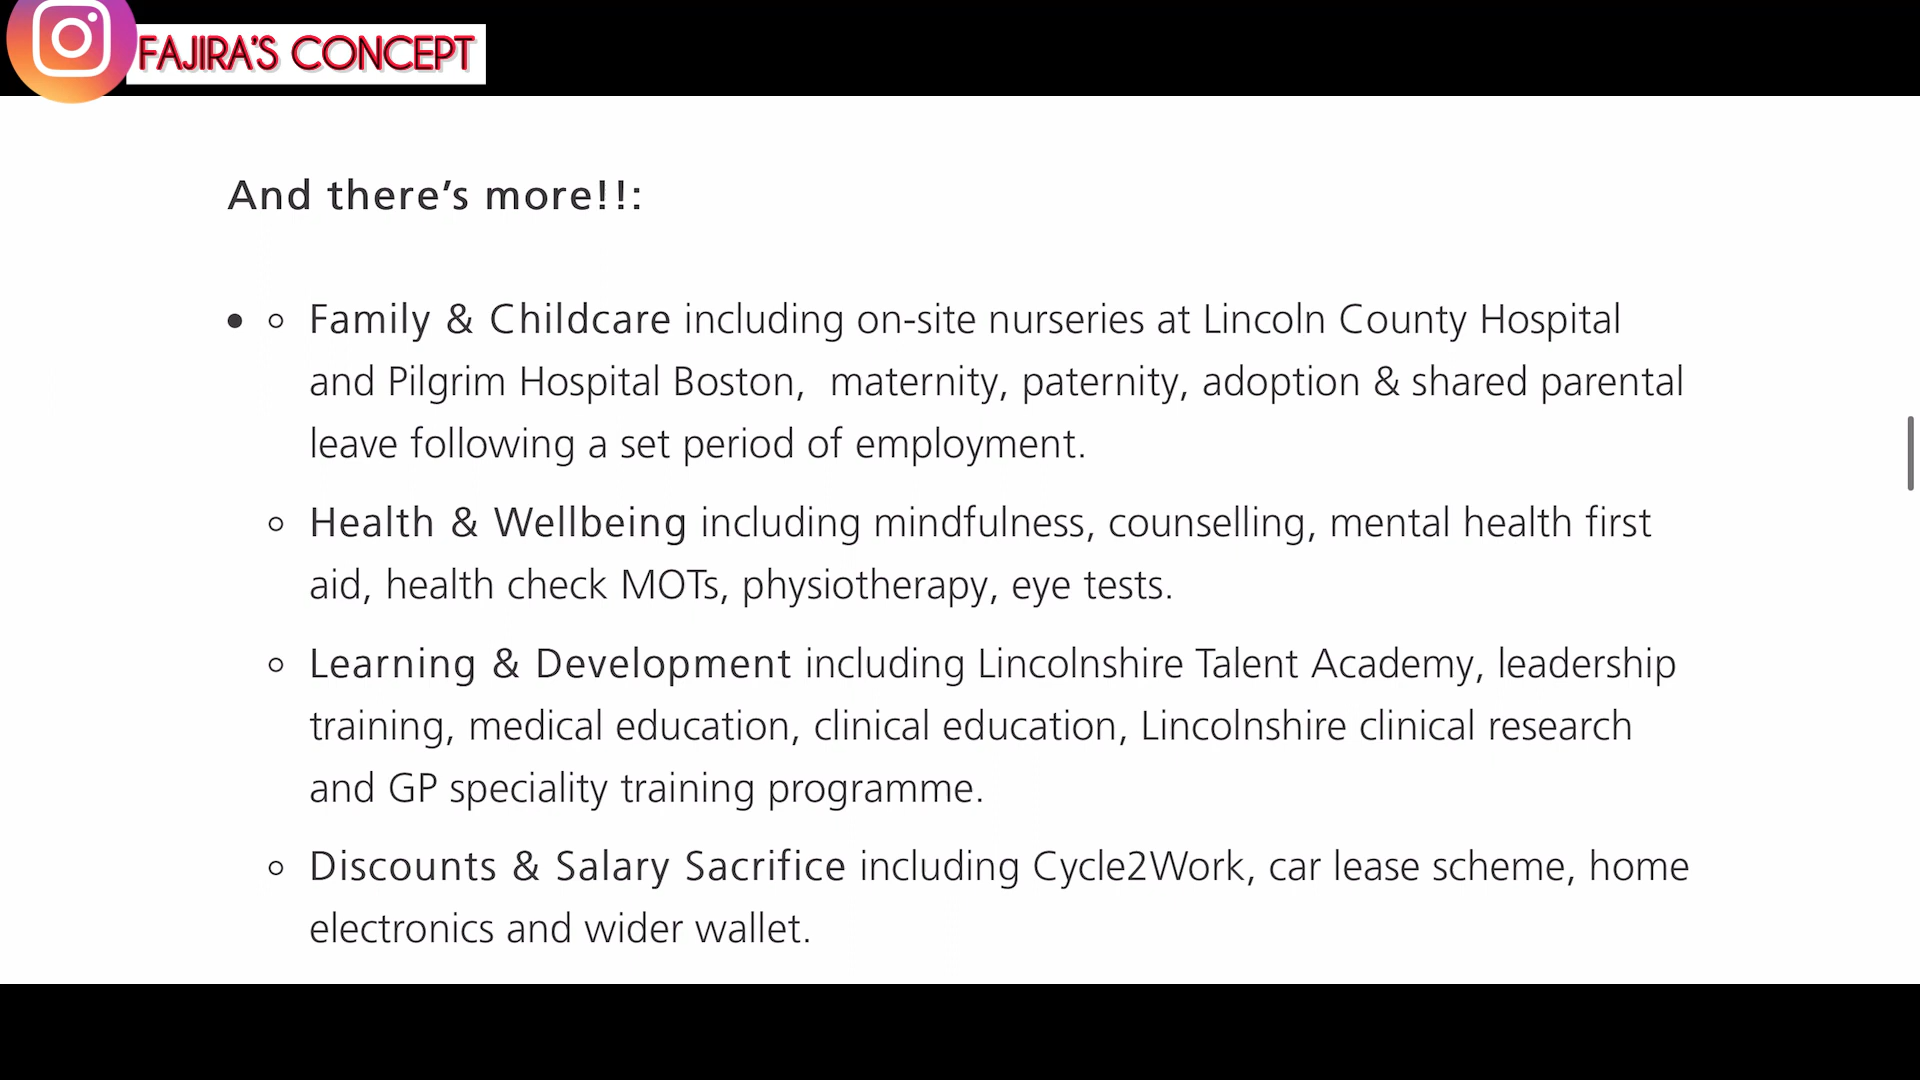 FAJIRA'S CONCEPT
And there’s more!!:
Family & Childcare including on-site nurseries at Lincoln County Hospital
and Pilgrim Hospital Boston,  maternity, paternity, adoption & shared parental
leave following a set period of employment.
Health & Wellbeing including mindfulness, counselling, mental health first
aid, health check MOTs, physiotherapy, eye tests.
Learning & Development including Lincolnshire Talent Academy, leadership
training, medical education, clinical education, Lincolnshire clinical research
and GP speciality training programme.
Discounts & Salary Sacrifice including Cycle2Work, car lease scheme, home
electronics and wider wallet.